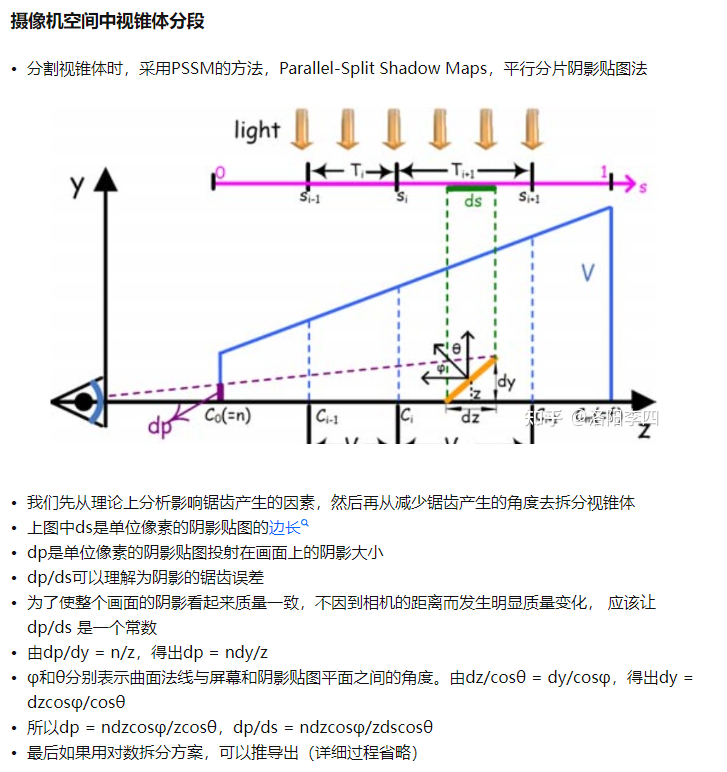 摄像机空间中视锥体分段
• 分割视锥体时，采用PSSM的方法，Parallel-Split Shadow Maps，平行分片阴影贴图法
light
0 Tᵢ Tᵢ₊₁ 1 s
y
sᵢ₋₁ sᵢ ds sᵢ₊₁
V
θ
φ
dy
z
dp C₀(=n) Cᵢ₋₁ Cᵢ dz 知乎 @洛阳李四
z
• 我们先从理论上分析影响锯齿产生的因素，然后再从减少锯齿产生的角度去拆分视锥体
• 上图中ds是单位像素的阴影贴图的边长
• dp是单位像素的阴影贴图投射在画面上的阴影大小
• dp/ds可以理解为阴影的锯齿误差
• 为了使整个画面的阴影看起来质量一致，不因到相机的距离而发生明显质量变化， 应该让
dp/ds 是一个常数
• 由dp/dy = n/z，得出dp = ndy/z
• φ和θ分别表示曲面法线与屏幕和阴影贴图平面之间的角度。由dz/cosθ = dy/cosφ，得出dy =
dzcosφ/cosθ
• 所以dp = ndzcosφ/zcosθ，dp/ds = ndzcosφ/zdscosθ
• 最后如果用对数拆分方案，可以推导出（详细过程省略）